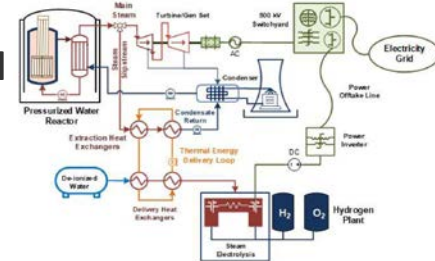 Main
Steam
Turbine/Gen Set
500 kV
Switchyard
Electricity
Grid
AC
Steam
Slipstream
Condenser
Power
Offtake Line
Pressurized Water
Reactor
Condensate
Return
Extraction Heat
Exchangers
Thermal Energy
Delivery Loop
DC
Power
Inverter
De-ionized
Water
Delivery Heat
Exchangers
H2
O2
Hydrogen
Plant
Steam
Electrolysis